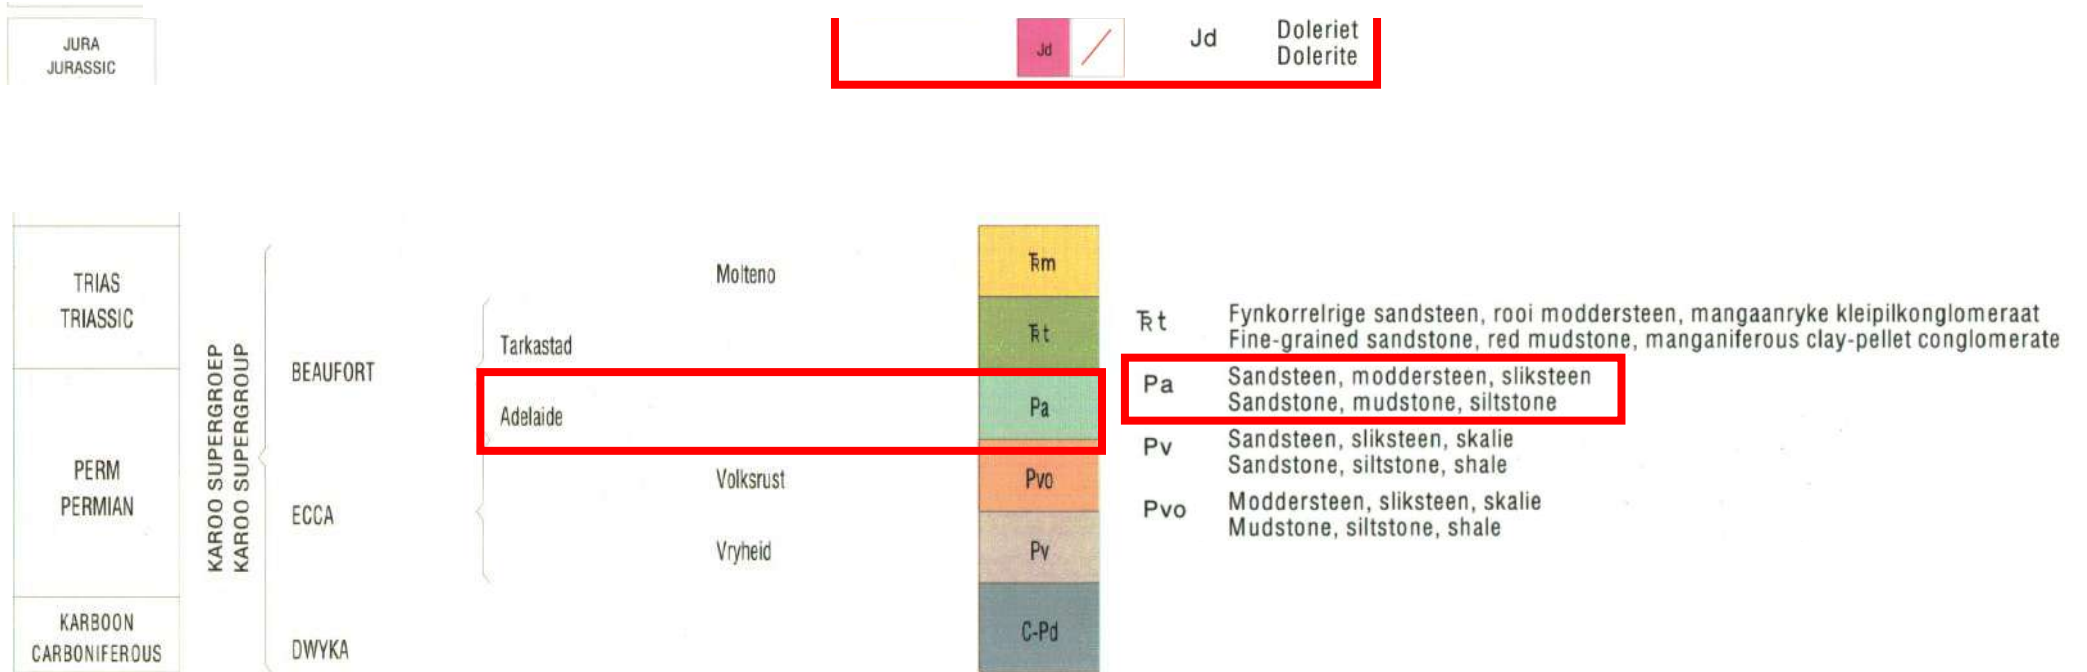 JURA
JURASSIC
Jd
Jd
Doleriet
Dolerite
TRIAS
TRIASSIC
PERM
PERMIAN
KARBOON
CARBONIFEROUS
KAROO SUPERGROEP
KAROO SUPERGROUP
BEAUFORT
ECCA
DWYKA
Tarkastad
Adelaide
Molteno
Volksrust
Vryheid
Ŧm
Ŧt
Pa
Pvo
Pv
C-Pd
Ŧt
Fynkorrelrige sandsteen, rooi moddersteen, mangaanryke kleipilkonglomeraat
Fine-grained sandstone, red mudstone, manganiferous clay-pellet conglomerate
Pa
Sandsteen, moddersteen, sliksteen
Sandstone, mudstone, siltstone
Pv
Sandsteen, sliksteen, skalie
Sandstone, siltstone, shale
Pvo
Moddersteen, sliksteen, skalie
Mudstone, siltstone, shale